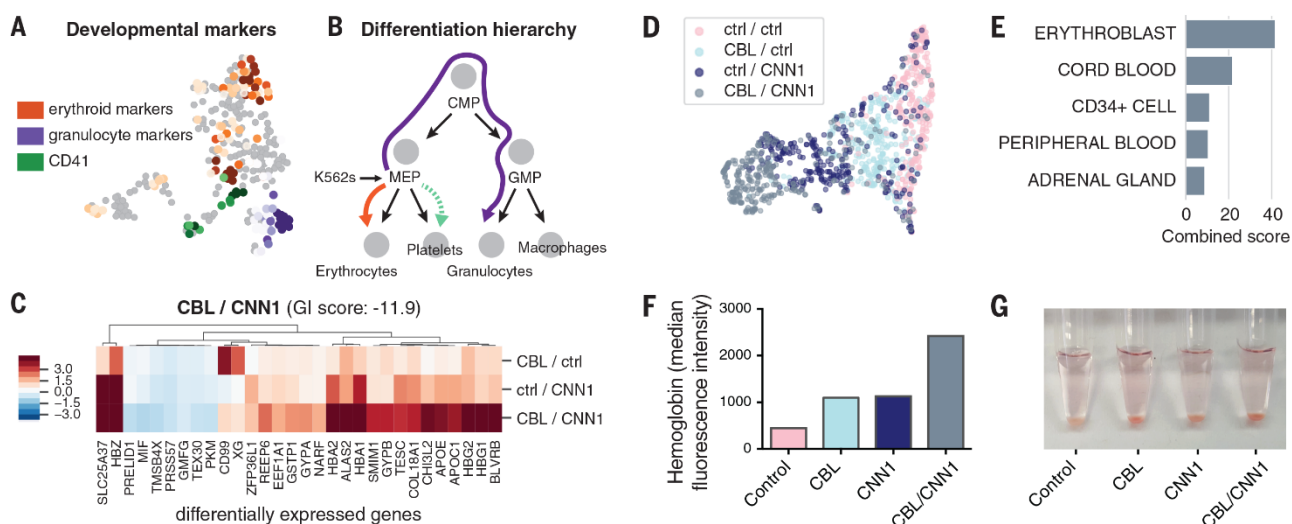 A Developmental markers
erythroid markers
granulocyte markers
CD41
B Differentiation hierarchy
CMP
K562s
MEP
GMP
Platelets
Macrophages
Erythrocytes
Granulocytes
C CBL / CNN1 (GI score: -11.9)
3.0
1.5
0.0
−1.5
−3.0
CBL / ctrl
ctrl / CNN1
CBL / CNN1
SLC25A37
HBZ
PRELID1
MIF
TMSB4X
PRSS57
GMFG
TEX30
PKM
CD99
XG
ZFP36L1
REEP6
EEF1A1
GSTP1
GYPA
NARF
HBA2
ALAS2
HBA1
SMIM1
GYPB
TESC
COL18A1
CHI3L2
APOE
APOC1
HBG2
HBG1
BLVRB
differentially expressed genes
D
ctrl / ctrl
CBL / ctrl
ctrl / CNN1
CBL / CNN1
E
ERYTHROBLAST
CORD BLOOD
CD34+ CELL
PERIPHERAL BLOOD
ADRENAL GLAND
0 20 40
Combined score
F
Hemoglobin (median
fluorescence intensity)
3000
2000
1000
0
Control
CBL
CNN1
CBL/CNN1
G
Control
CBL
CNN1
CBL/CNN1